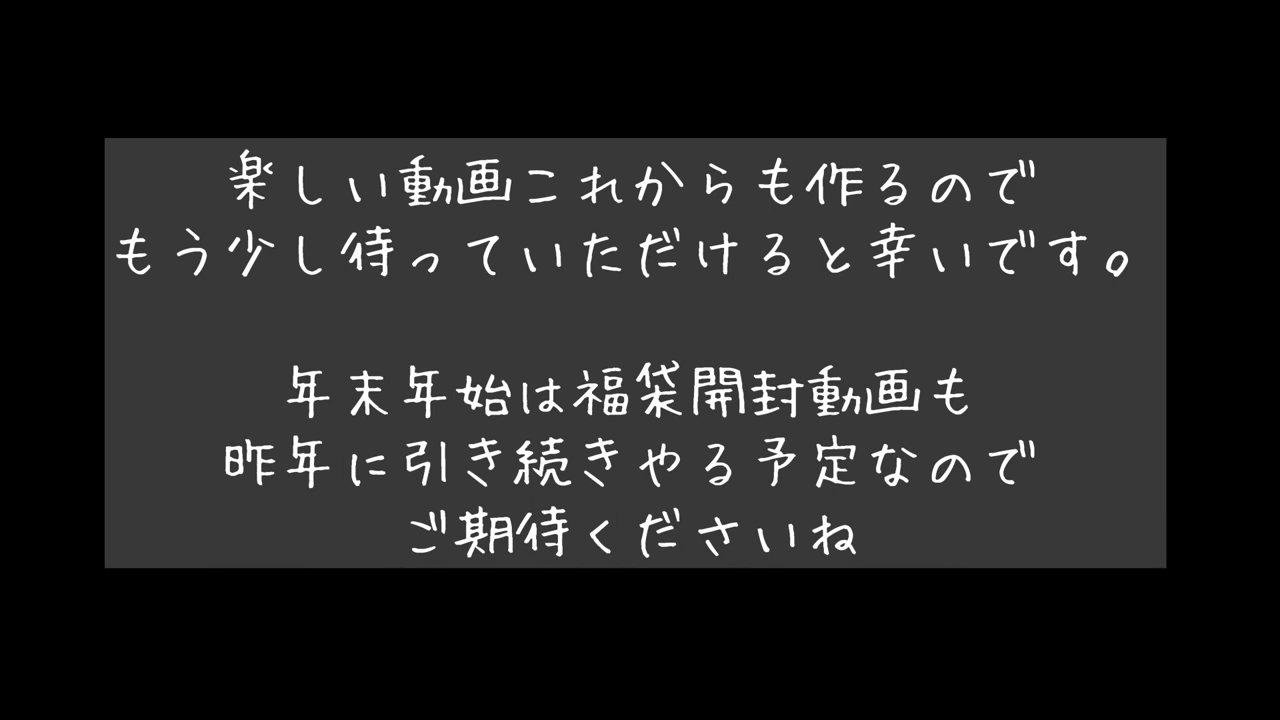 楽しい動画これからも作るので
もう少し待っていただけると幸いです。
年末年始は福袋開封動画も
昨年に引き続きやる予定なので
ご期待くださいね